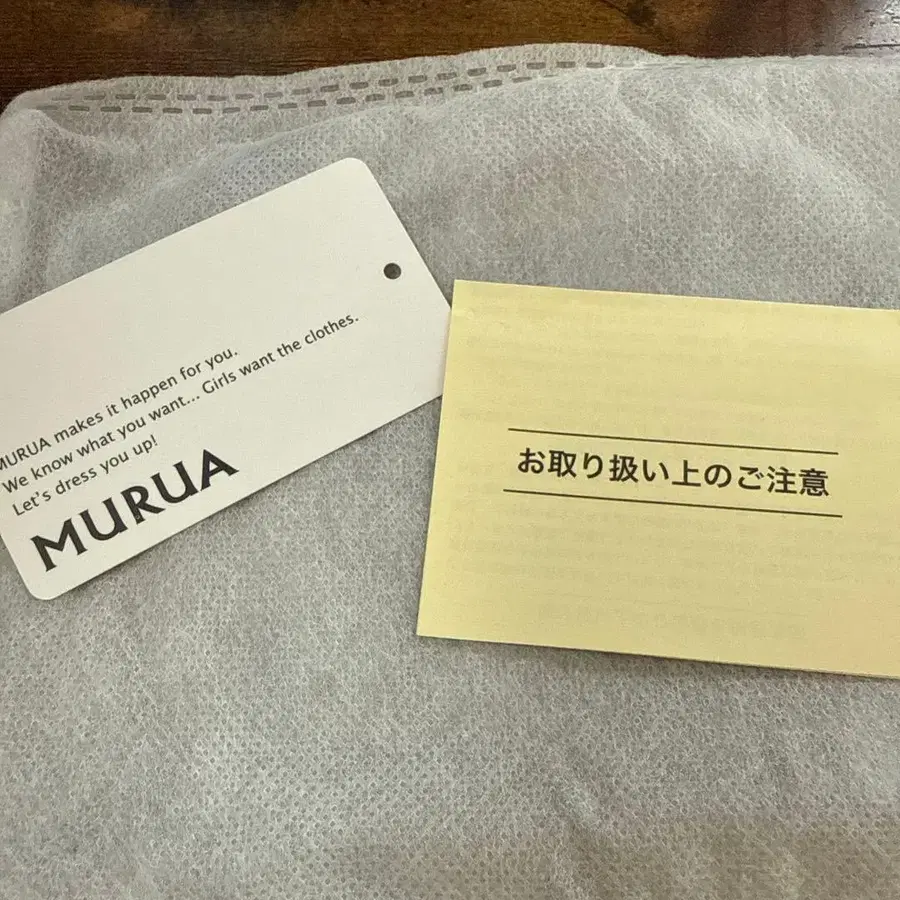 MURUA makes it happen for you.
We know what you want... Girls want the clothes.
Let's dress you up!
MURUA
お取り扱い上のご注意